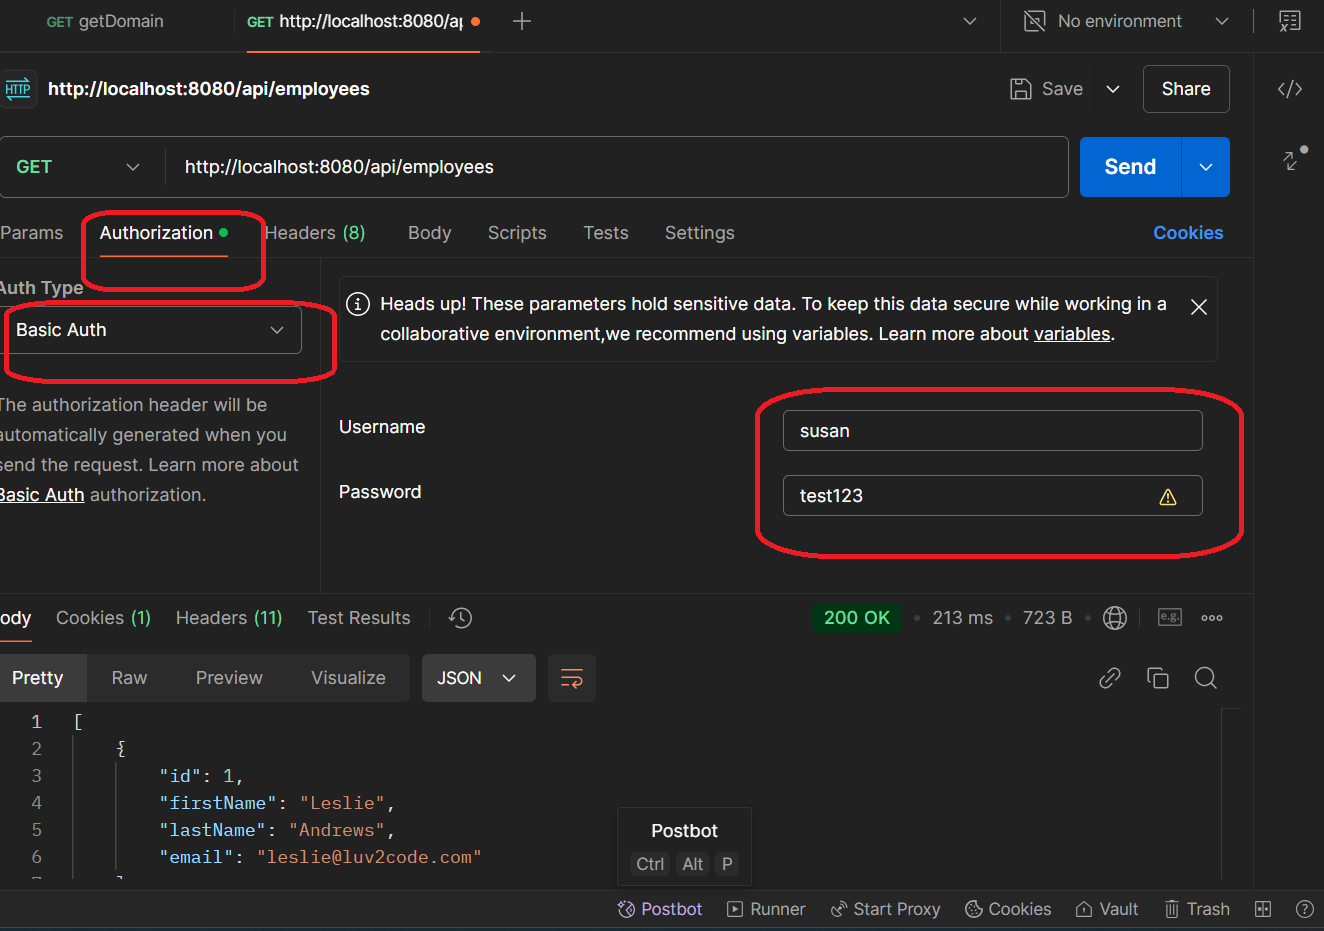 GET getDomain
GET http://localhost:8080/ap
No environment
HTTP http://localhost:8080/api/employees
Save
Share
GET http://localhost:8080/api/employees
Send
Params Authorization Headers (8) Body Scripts Tests Settings Cookies
Auth Type
Basic Auth
The authorization header will be
automatically generated when you
send the request. Learn more about
Basic Auth authorization.
Heads up! These parameters hold sensitive data. To keep this data secure while working in a
collaborative environment,we recommend using variables. Learn more about variables.
Username susan
Password test123
ody Cookies (1) Headers (11) Test Results 200 OK • 213 ms • 723 B • e.g.
Pretty Raw Preview Visualize JSON
1 [
2 {
3 "id": 1,
4 "firstName": "Leslie",
5 "lastName": "Andrews",
6 "email": "leslie@luv2code.com"
Postbot
Ctrl Alt P
Postbot Runner Start Proxy Cookies Vault Trash